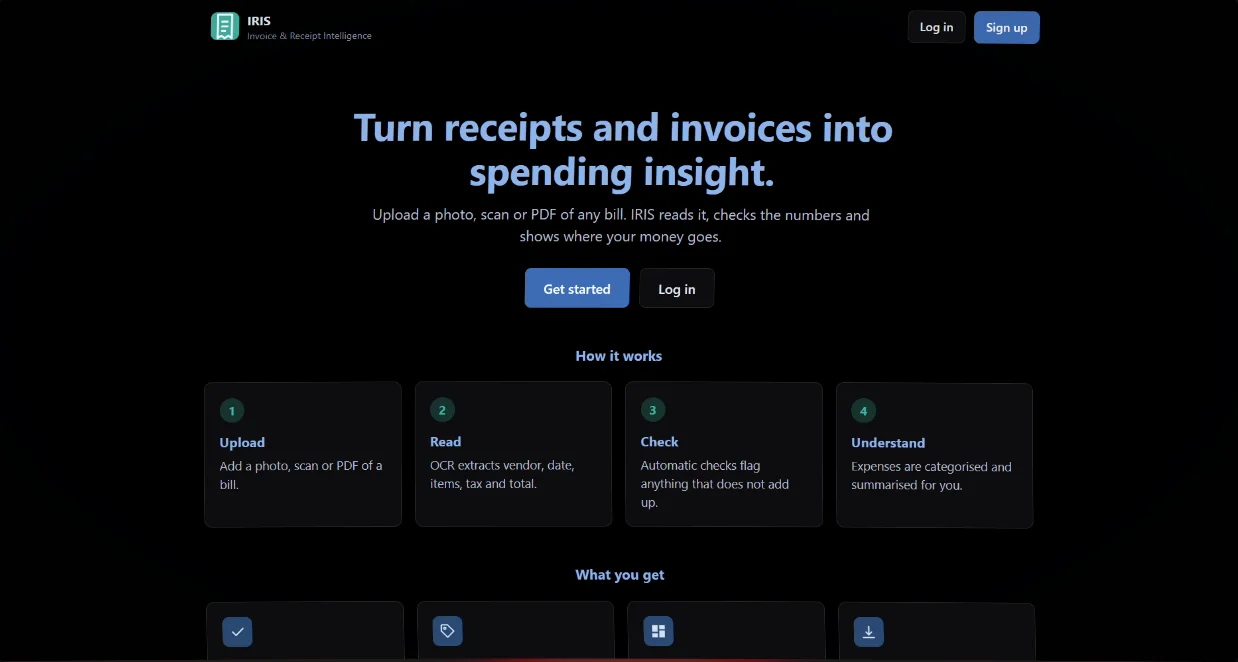 IRIS
Invoice & Receipt Intelligence
Log in
Sign up
Turn receipts and invoices into
spending insight.
Upload a photo, scan or PDF of any bill. IRIS reads it, checks the numbers and
shows where your money goes.
Get started
Log in
How it works
1
Upload
Add a photo, scan or PDF of a
bill.
2
Read
OCR extracts vendor, date,
items, tax and total.
3
Check
Automatic checks flag
anything that does not add
up.
4
Understand
Expenses are categorised and
summarised for you.
What you get